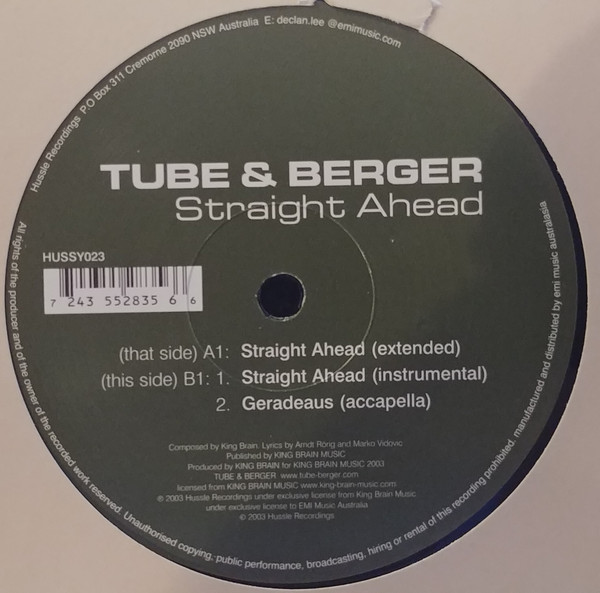 Hussle Recordings P.O Box 311 Cremorne 2090 NSW Australia E: declan.lee @emimusic.com
TUBE & BERGER
Straight Ahead
HUSSY023
7 243 552835 6 6
(that side) A1: Straight Ahead (extended)
(this side) B1: 1. Straight Ahead (instrumental)
2. Geradeaus (accapella)
Composed by King Brain. Lyrics by Arndt Rörig and Marko Vidovic
Published by KING BRAIN MUSIC
Produced by KING BRAIN for KING BRAIN MUSIC 2003
TUBE & BERGER www.tube-berger.com
licensed from KING BRAIN MUSIC www.king-brain-music.com
℗ 2003 Hussle Recordings under exclusive license from King Brain Music
under exclusive license to EMI Music Australia
© 2003 Hussle Recordings
All rights of the producer and of the owner of the recorded work reserved. Unauthorised copying, public performance, broadcasting, hiring or rental of this recording prohibited. manufactured and distributed by emi music australasia